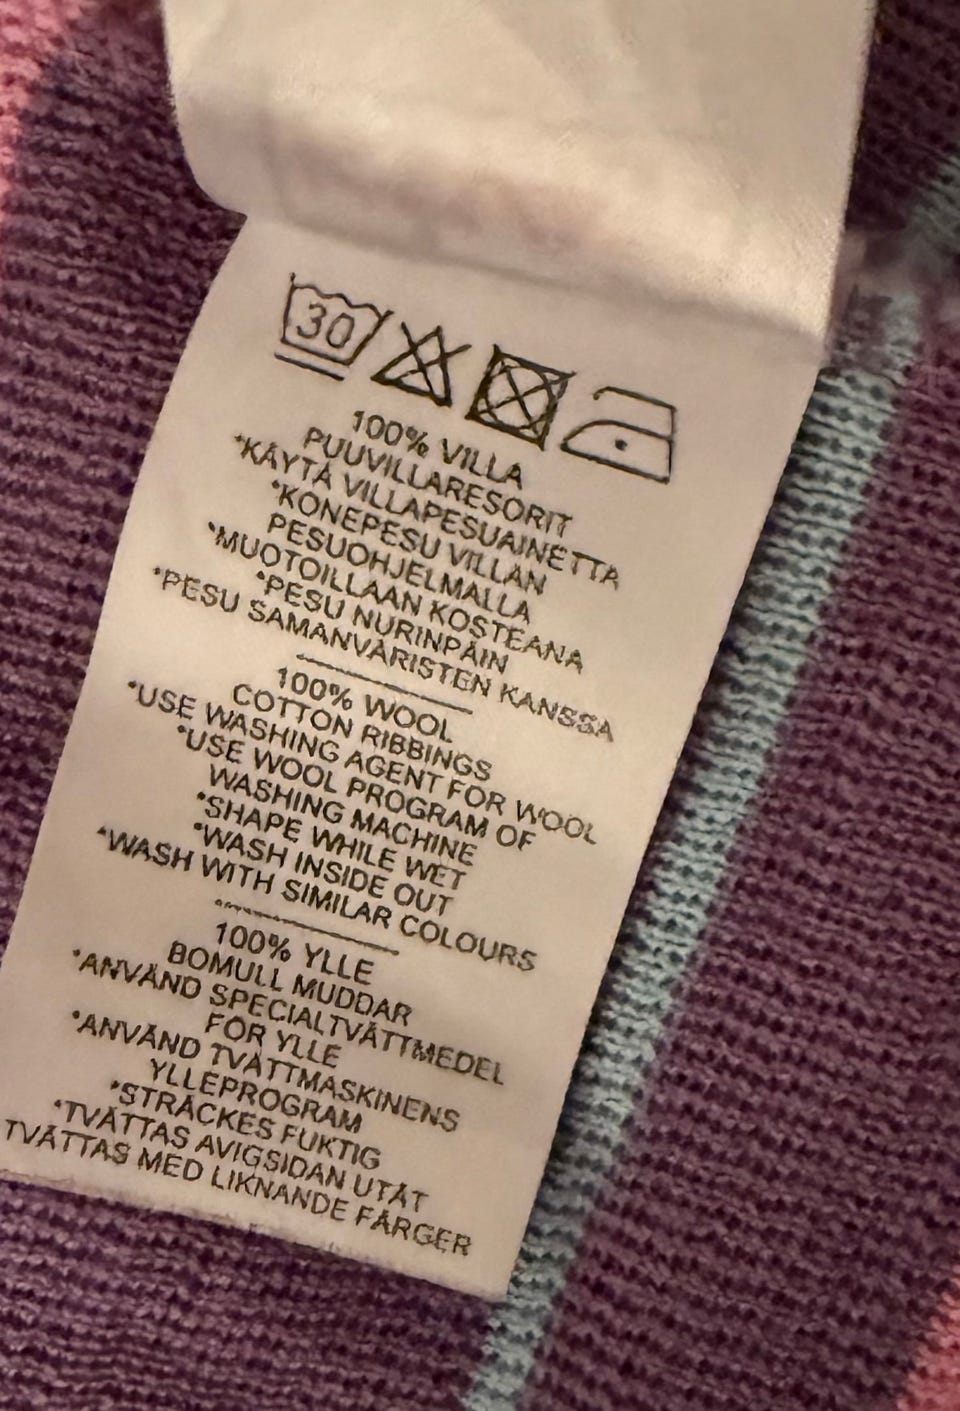 30
100% VILLA
PUUVILLARESORIT
*KÄYTÄ VILLAPESUAINETTA
*KONEPESU VILLAN
PESUOHJELMALLA
*MUOTOILLAAN KOSTEANA
*PESU NURINPÄIN
*PESU SAMANVÄRISTEN KANSSA
100% WOOL
COTTON RIBBINGS
*USE WASHING AGENT FOR WOOL
*USE WOOL PROGRAM OF
WASHING MACHINE
*SHAPE WHILE WET
*WASH INSIDE OUT
*WASH WITH SIMILAR COLOURS
100% YLLE
BOMULL MUDDAR
*ANVÄND SPECIALTVÄTTMEDEL
FÖR YLLE
*ANVÄND TVÄTTMASKINENS
YLLEPROGRAM
*STRÄCKES FUKTIG
*TVÄTTAS AVIGSIDAN UTÅT
TVÄTTAS MED LIKNANDE FÄRGER